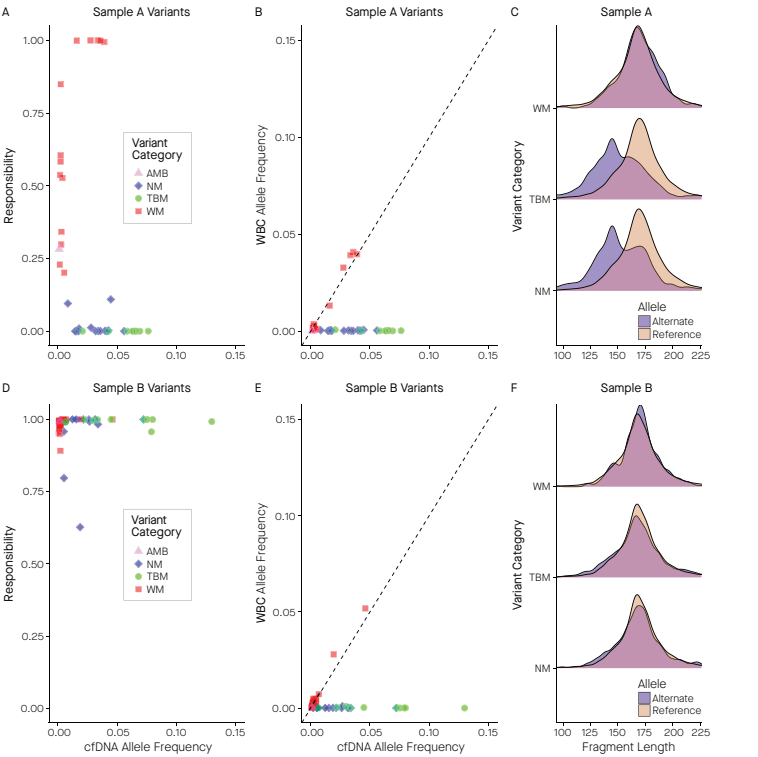 A
Sample A Variants
1.00
0.75
0.50
0.25
0.00
Responsibility
Variant
Category
AMB
NM
TBM
WM
0.00
0.05
0.10
0.15
B
Sample A Variants
0.15
0.10
0.05
0.00
WBC Allele Frequency
0.00
0.05
0.10
0.15
C
Sample A
WM
TBM
NM
Variant Category
Allele
Alternate
Reference
100
125
150
175
200
225
D
Sample B Variants
1.00
0.75
0.50
0.25
0.00
Responsibility
Variant
Category
AMB
NM
TBM
WM
0.00
0.05
0.10
0.15
cfDNA Allele Frequency
E
Sample B Variants
0.15
0.10
0.05
0.00
WBC Allele Frequency
0.00
0.05
0.10
0.15
cfDNA Allele Frequency
F
Sample B
WM
TBM
NM
Variant Category
Allele
Alternate
Reference
100
125
150
175
200
225
Fragment Length